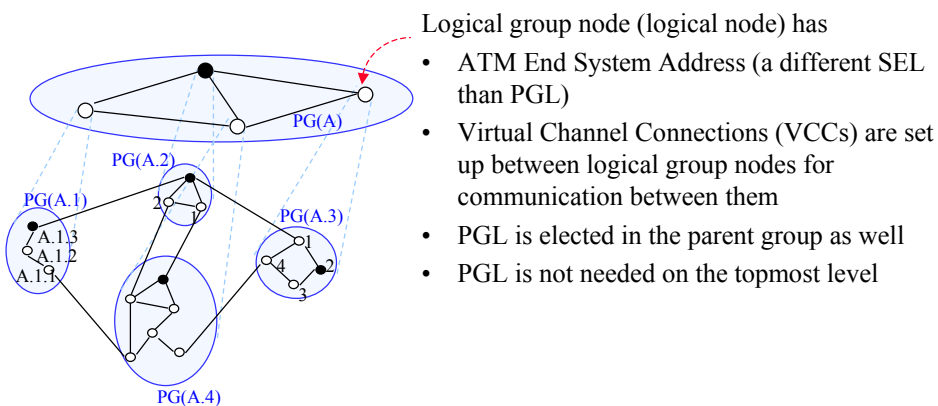 Logical group node (logical node) has
• ATM End System Address (a different SEL
than PGL)
• Virtual Channel Connections (VCCs) are set
up between logical group nodes for
communication between them
• PGL is elected in the parent group as well
• PGL is not needed on the topmost level
PG(A)
PG(A.2)
PG(A.1)
2
1
PG(A.3)
A.1.3
A.1.2
A.1.1
1
4
2
3
PG(A.4)